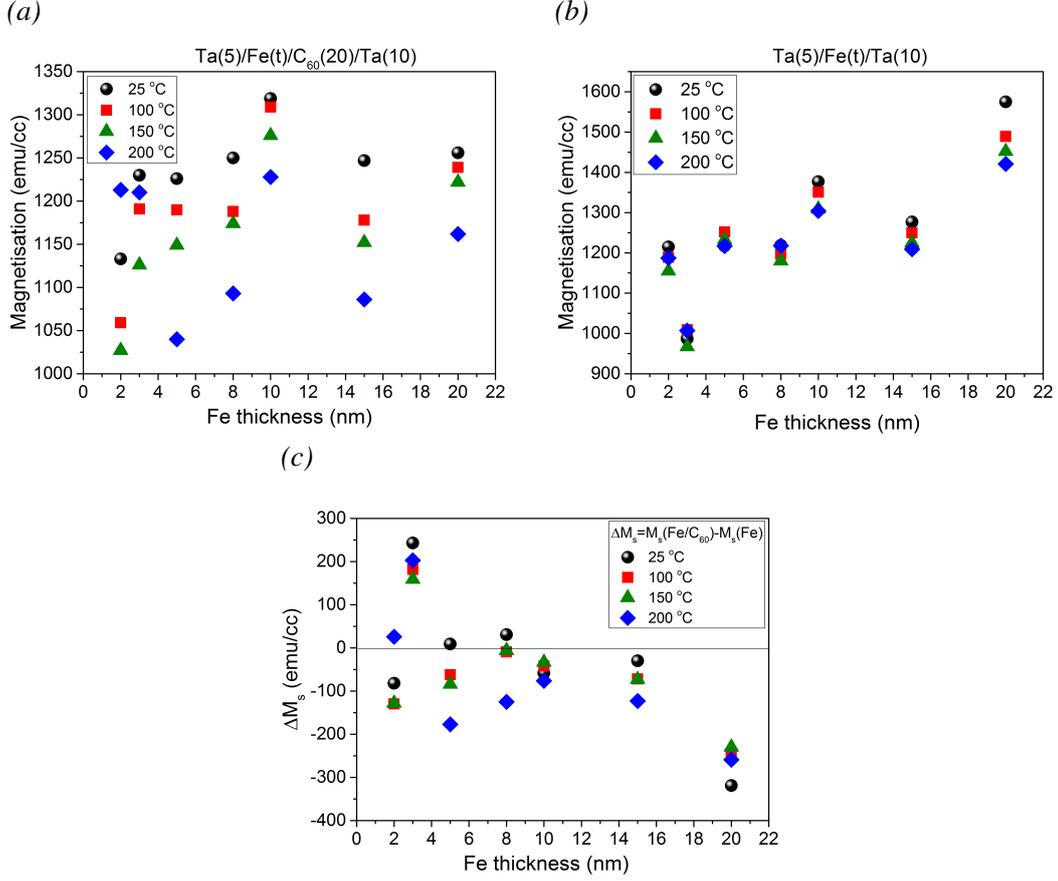 (a)
Ta(5)/Fe(t)/C60(20)/Ta(10)
25 °C
100 °C
150 °C
200 °C
1350
1300
1250
1200
1150
1100
1050
1000
Magnetisation (emu/cc)
0 2 4 6 8 10 12 14 16 18 20 22
Fe thickness (nm)
(b)
Ta(5)/Fe(t)/Ta(10)
25 °C
100 °C
150 °C
200 °C
1600
1500
1400
1300
1200
1100
1000
900
Magnetisation (emu/cc)
0 2 4 6 8 10 12 14 16 18 20 22
Fe thickness (nm)
(c)
ΔMs=Ms(Fe/C60)-Ms(Fe)
25 °C
100 °C
150 °C
200 °C
300
200
100
0
-100
-200
-300
-400
ΔMs (emu/cc)
0 2 4 6 8 10 12 14 16 18 20 22
Fe thickness (nm)